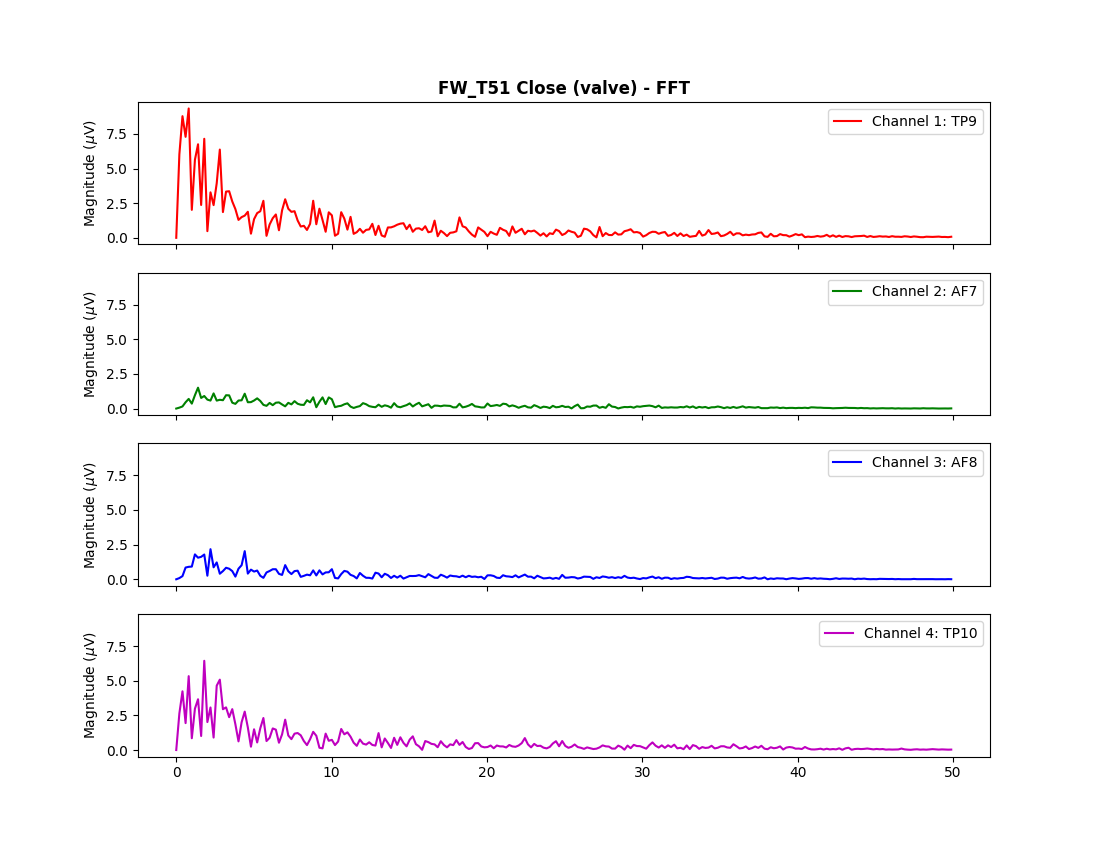 FW_T51 Close (valve) - FFT
Magnitude (μV)
7.5
5.0
2.5
0.0
Channel 1: TP9
Magnitude (μV)
7.5
5.0
2.5
0.0
Channel 2: AF7
Magnitude (μV)
7.5
5.0
2.5
0.0
Channel 3: AF8
Magnitude (μV)
7.5
5.0
2.5
0.0
Channel 4: TP10
0 10 20 30 40 50